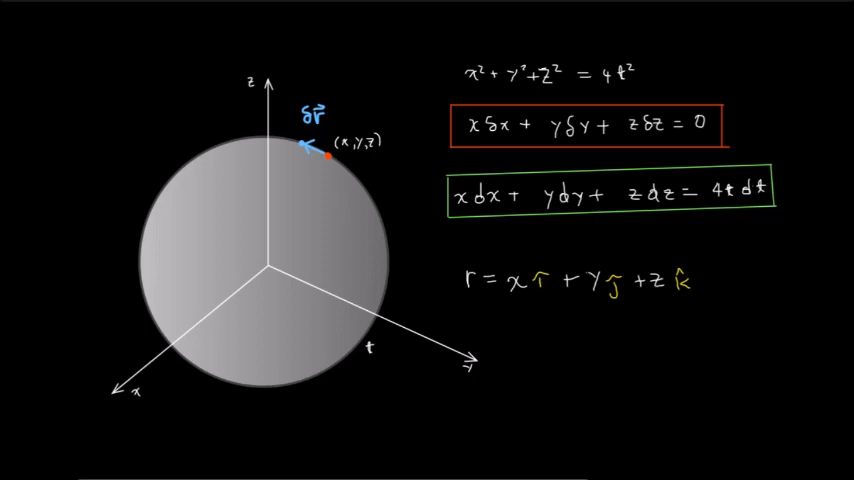 z
δr⃗
(x,y,z)
x² + y² + z² = 4t²
xδx + yδy + zδz = 0
xdx + ydy + zdz = 4t dt
r = x î + y ĵ + z k̂
t
y
x